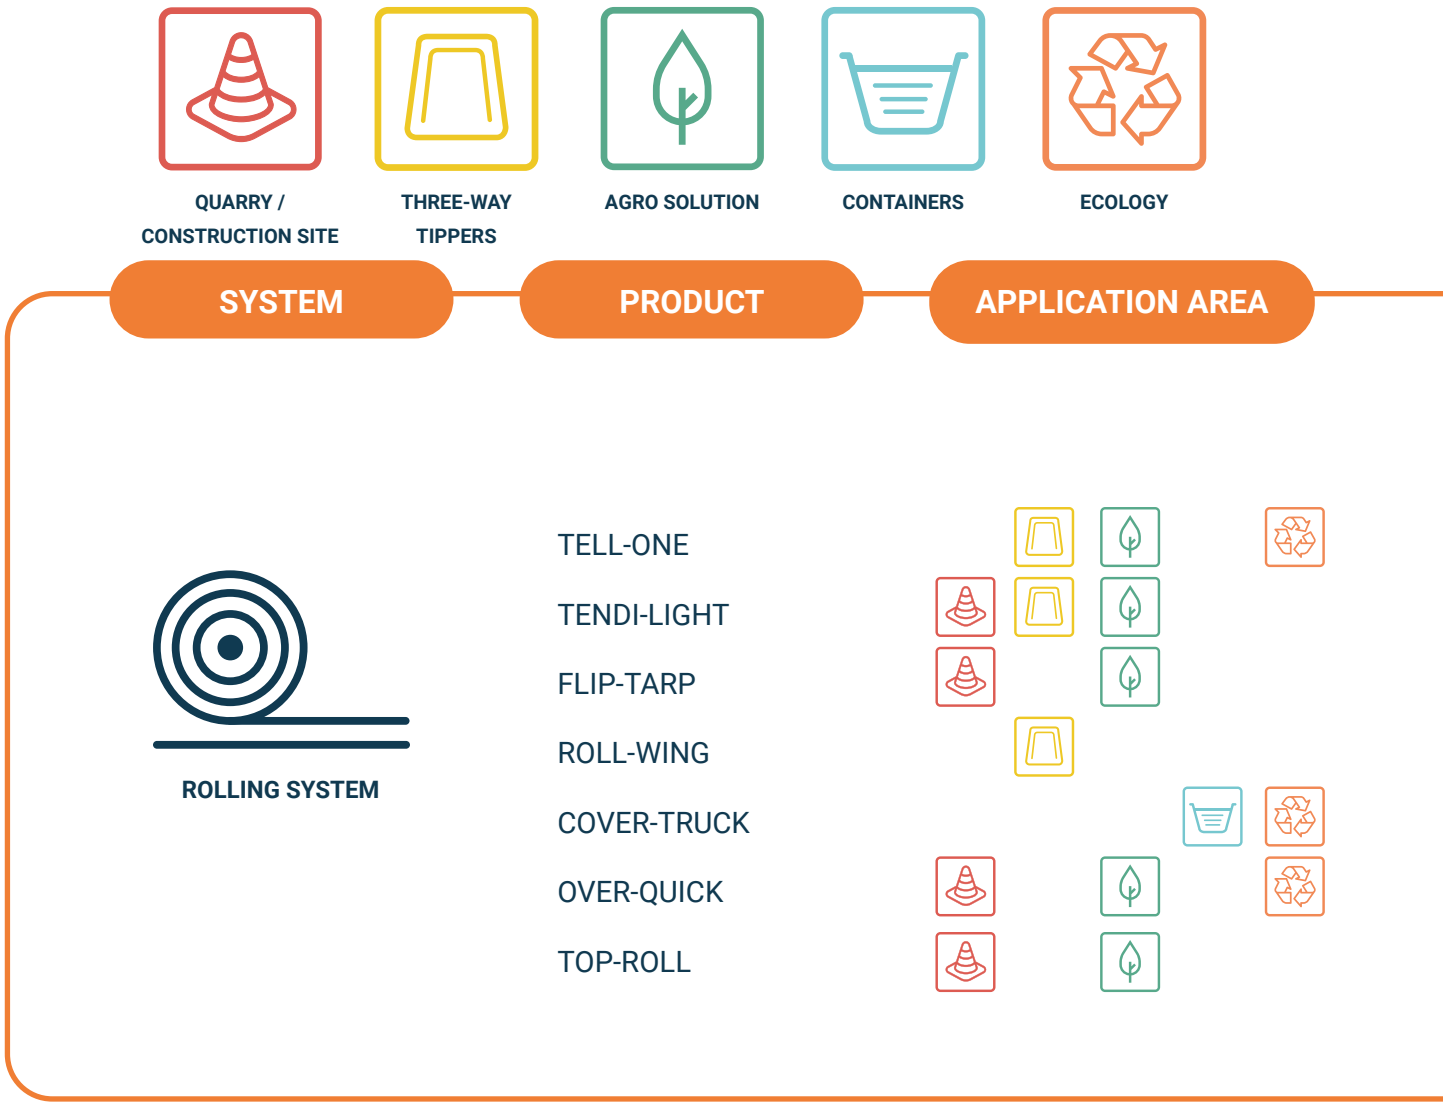 QUARRY /
CONSTRUCTION SITE
THREE-WAY
TIPPERS
AGRO SOLUTION
CONTAINERS
ECOLOGY
SYSTEM
PRODUCT
APPLICATION AREA
ROLLING SYSTEM
TELL-ONE
TENDI-LIGHT
FLIP-TARP
ROLL-WING
COVER-TRUCK
OVER-QUICK
TOP-ROLL